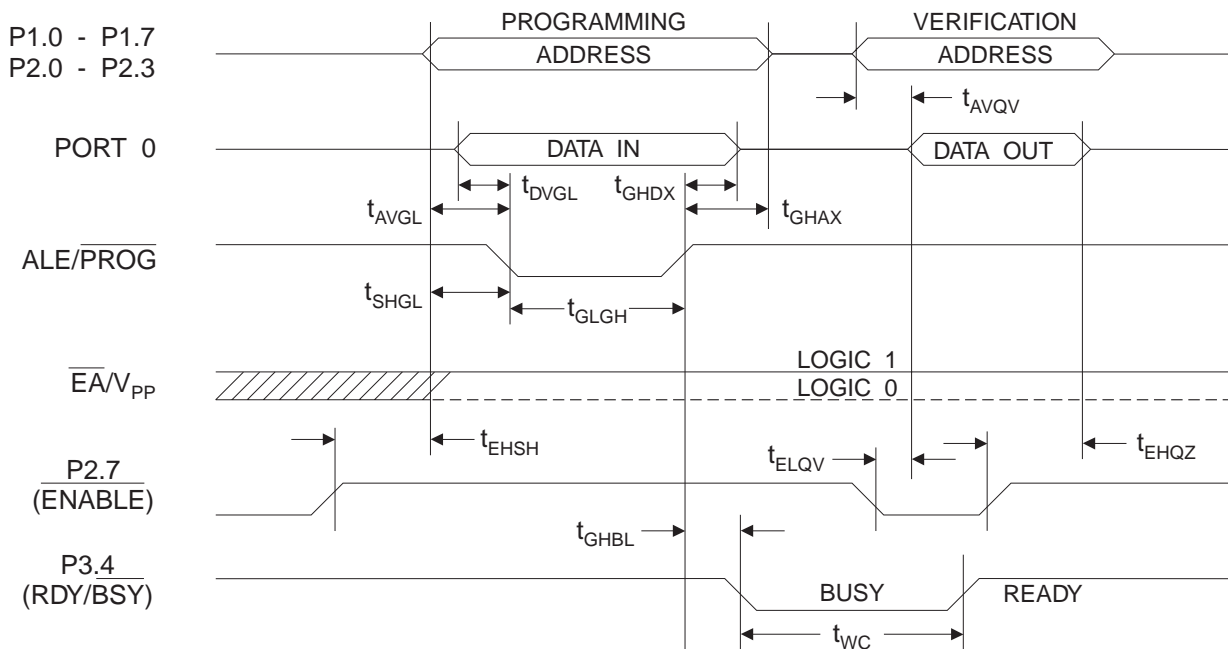 PROGRAMMING
VERIFICATION
P1.0 - P1.7
P2.0 - P2.3
ADDRESS
ADDRESS
tAVQV
PORT 0
DATA IN
DATA OUT
tDVGL
tGHDX
tAVGL
tGHAX
ALE/PROG
tSHGL
tGLGH
EA/VPP
LOGIC 1
LOGIC 0
tEHSH
tELQV
tEHQZ
P2.7
(ENABLE)
tGHBL
P3.4
(RDY/BSY)
BUSY
READY
tWC